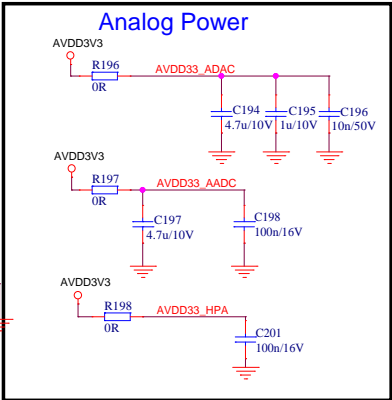 Analog Power
AVDD3V3
R196
0R
AVDD33_ADAC
C194
4.7u/10V
C195
1u/10V
C196
10n/50V
AVDD3V3
R197
0R
AVDD33_AADC
C197
4.7u/10V
C198
100n/16V
AVDD3V3
R198
0R
AVDD33_HPA
C201
100n/16V